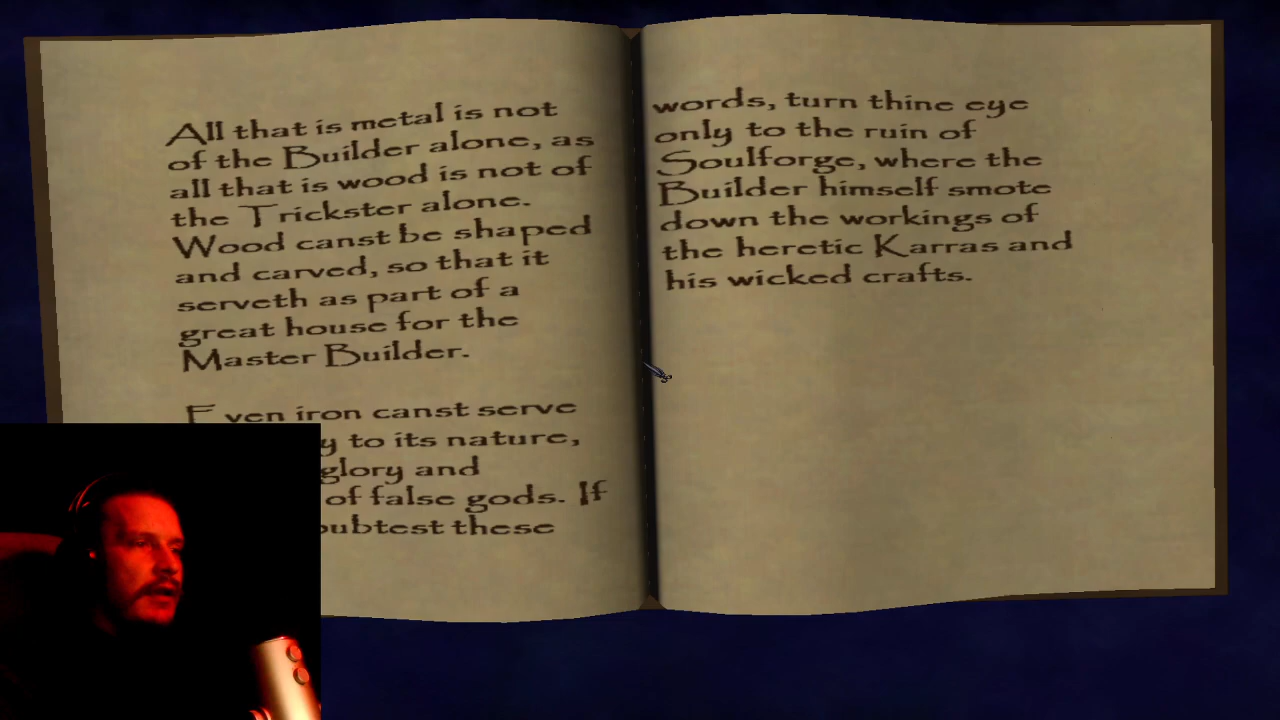 All that is metal is not
of the Builder alone, as
all that is wood is not of
the Trickster alone.
Wood canst be shaped
and carved, so that it
serveth as part of a
great house for the
Master Builder.
Even iron canst serve
to its nature,
glory and
of false gods. If
these
words, turn thine eye
only to the ruin of
Soulforge, where the
Builder himself smote
down the workings of
the heretic Karras and
his wicked crafts.